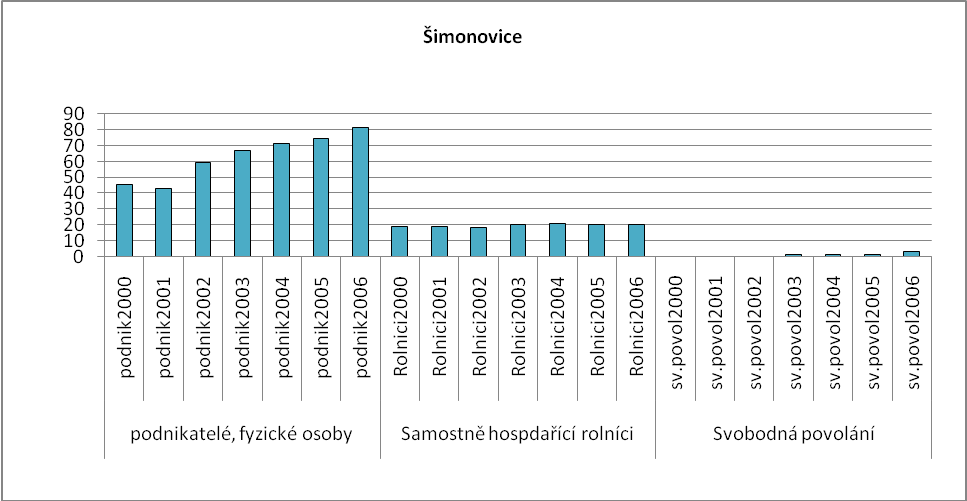 Šimonovice
90
80
70
60
50
40
30
20
10
0
podnik2000
podnik2001
podnik2002
podnik2003
podnik2004
podnik2005
podnik2006
Rolnici2000
Rolnici2001
Rolnici2002
Rolnici2003
Rolnici2004
Rolnici2005
Rolnici2006
sv.povol2000
sv.povol2001
sv.povol2002
sv.povol2003
sv.povol2004
sv.povol2005
sv.povol2006
podnikatelé, fyzické osoby
Samostně hospdařící rolníci
Svobodná povolání